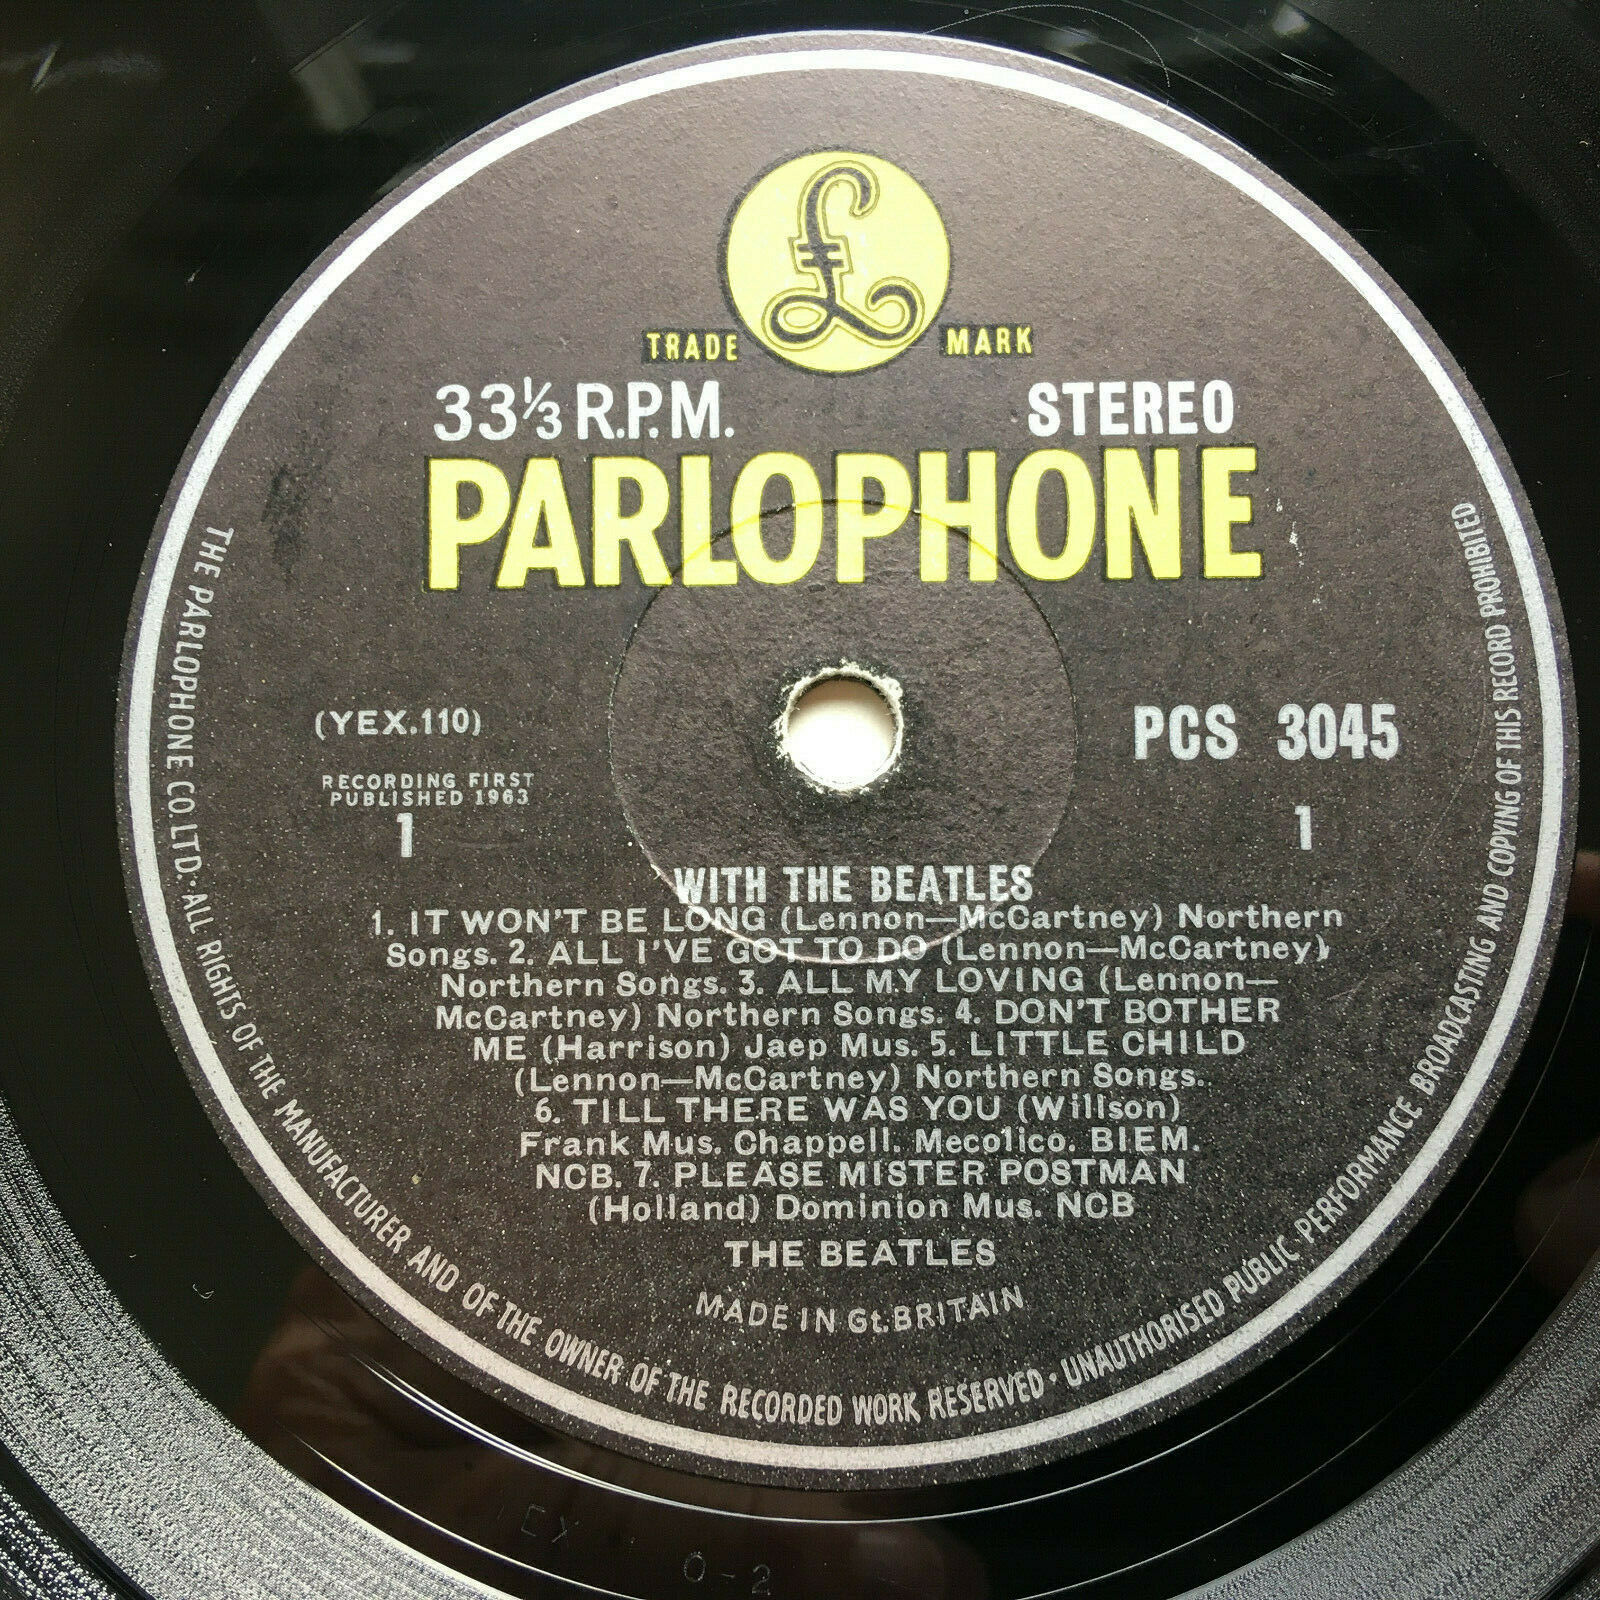 TRADE MARK
33⅓ R.P.M. STEREO
PARLOPHONE
(YEX.110) PCS 3045
RECORDING FIRST
PUBLISHED 1963
1 1
WITH THE BEATLES
1. IT WON'T BE LONG (Lennon—McCartney) Northern
Songs. 2. ALL I'VE GOT TO DO (Lennon—McCartney)
Northern Songs. 3. ALL MY LOVING (Lennon—
McCartney) Northern Songs. 4. DON'T BOTHER
ME (Harrison) Jaep Mus. 5. LITTLE CHILD
(Lennon—McCartney) Northern Songs.
6. TILL THERE WAS YOU (Willson)
Frank Mus. Chappell. Mecolico. BIEM.
NCB. 7. PLEASE MISTER POSTMAN
(Holland) Dominion Mus. NCB
THE BEATLES
MADE IN Gt. BRITAIN
THE PARLOPHONE CO. LTD. · ALL RIGHTS OF THE MANUFACTURER AND OF THE OWNER OF THE RECORDED WORK RESERVED · UNAUTHORISED PUBLIC PERFORMANCE BROADCASTING AND COPYING OF THIS RECORD PROHIBITED
0-2